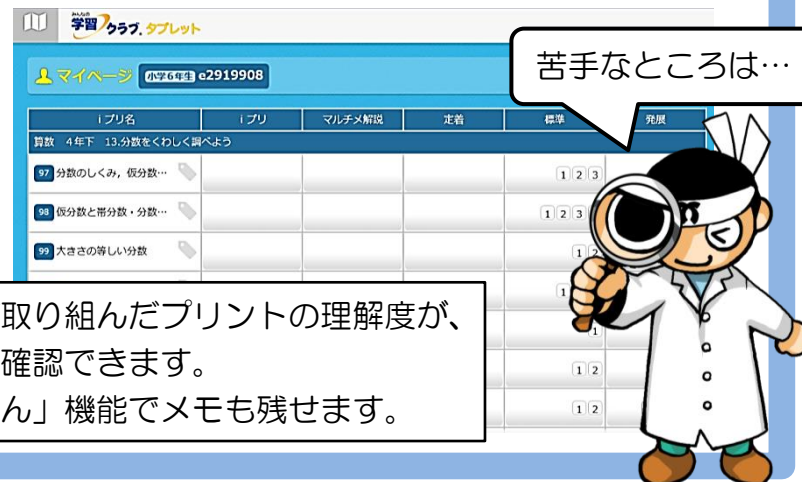 みんなの
学習クラブ.タブレット
苦手なところは…
マイページ 小学6年生 e2919908
iプリ名 iプリ マルチメ解説 定着 標準 発展
算数 4年下 13.分数をくわしく調べよう
97 分数のしくみ，仮分数… 1 2 3
98 仮分数と帯分数・分数… 1 2 3
99 大きさの等しい分数 1 2
1
取り組んだプリントの理解度が、
1
確認できます。
1 2
ん」機能でメモも残せます。
1 2